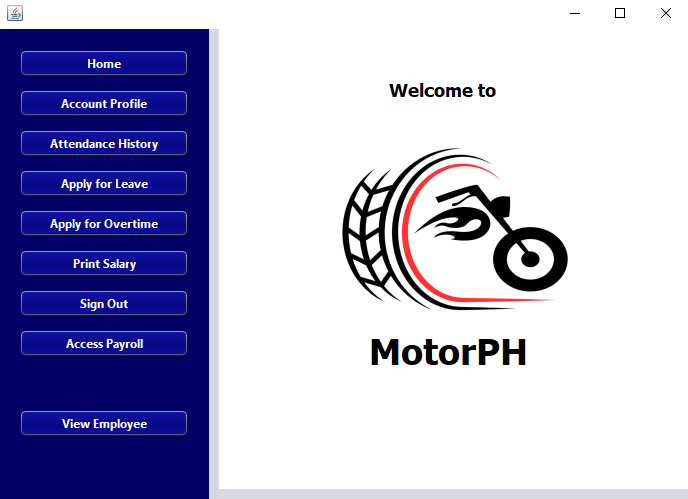 Home
Account Profile
Attendance History
Apply for Leave
Apply for Overtime
Print Salary
Sign Out
Access Payroll
View Employee
Welcome to
MotorPH